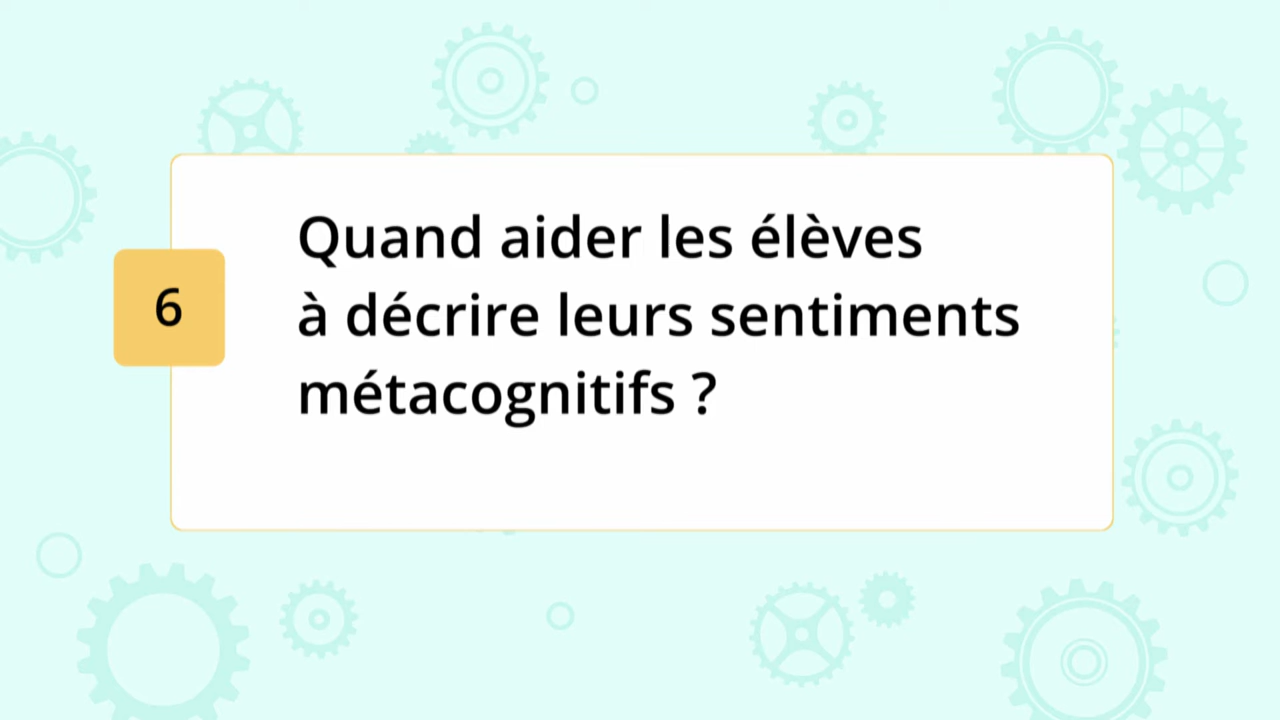 6
Quand aider les élèves
à décrire leurs sentiments
métacognitifs ?